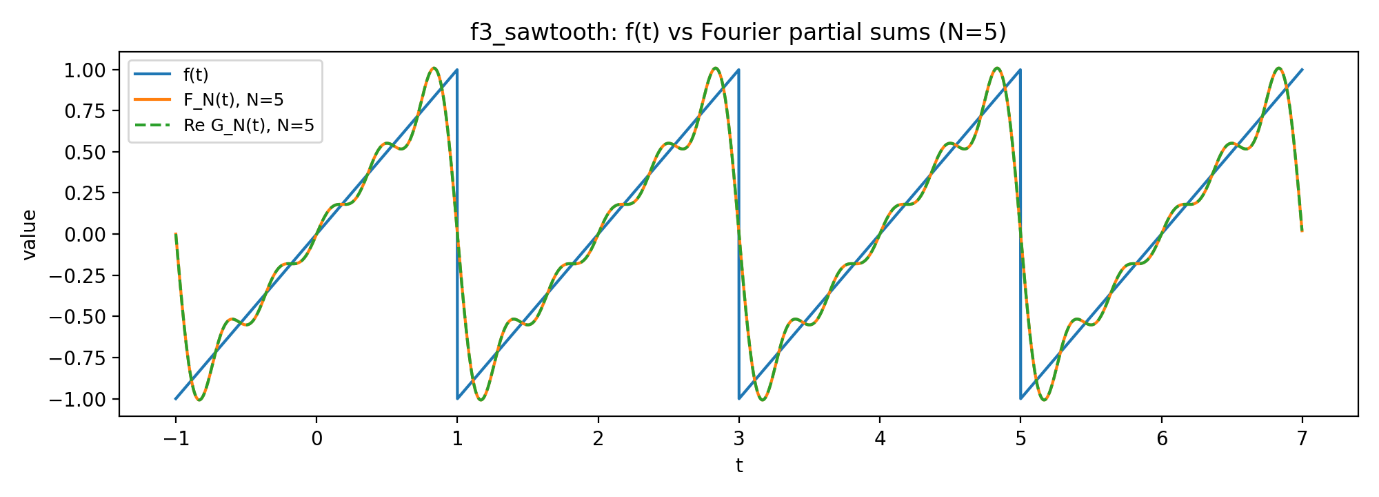 f3_sawtooth: f(t) vs Fourier partial sums (N=5)
f(t)
F_N(t), N=5
Re G_N(t), N=5
value
1.00
0.75
0.50
0.25
0.00
−0.25
−0.50
−0.75
−1.00
−1 0 1 2 3 4 5 6 7
t